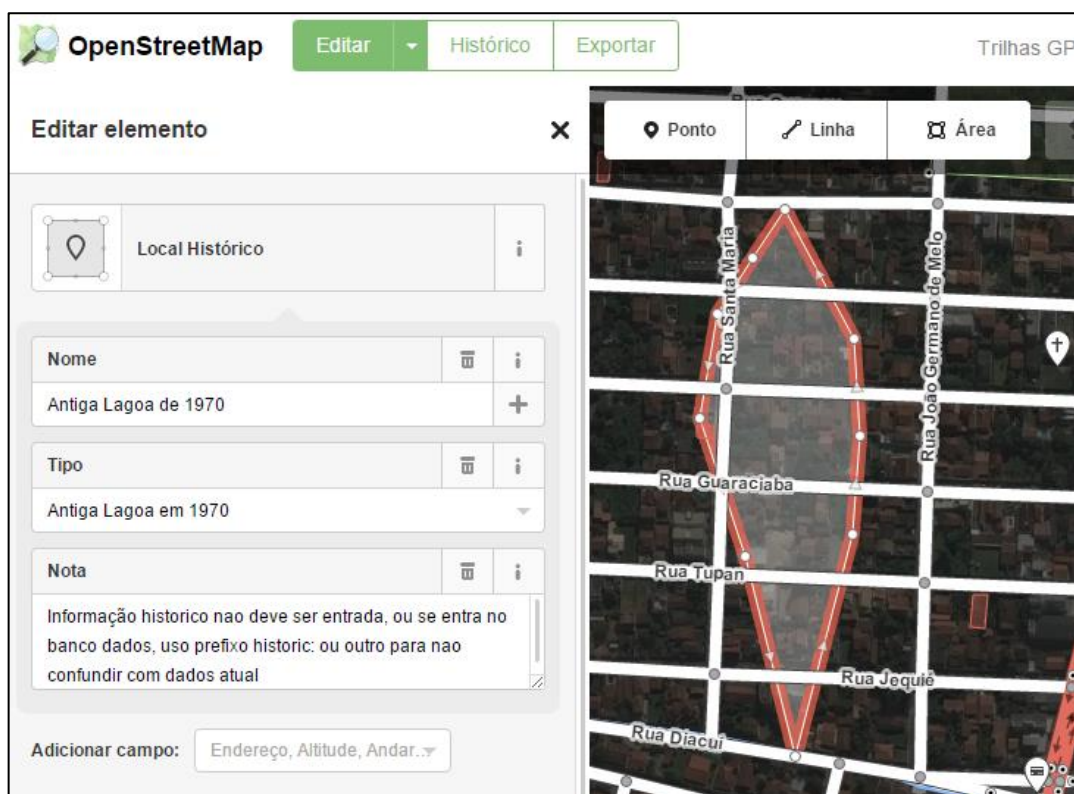 OpenStreetMap
Editar
Histórico
Exportar
Trilhas GP
Editar elemento
Ponto
Linha
Área
Local Histórico
Nome
Antiga Lagoa de 1970
Tipo
Antiga Lagoa em 1970
Nota
Informação historico nao deve ser entrada, ou se entra no
banco dados, uso prefixo historic: ou outro para nao
confundir com dados atual
Adicionar campo:
Endereço, Altitude, Andar...
Rua Santa Maria
Rua João Germano de Melo
Rua Guaraciaba
Rua Tupan
Rua Jequié
Rua Diacuí